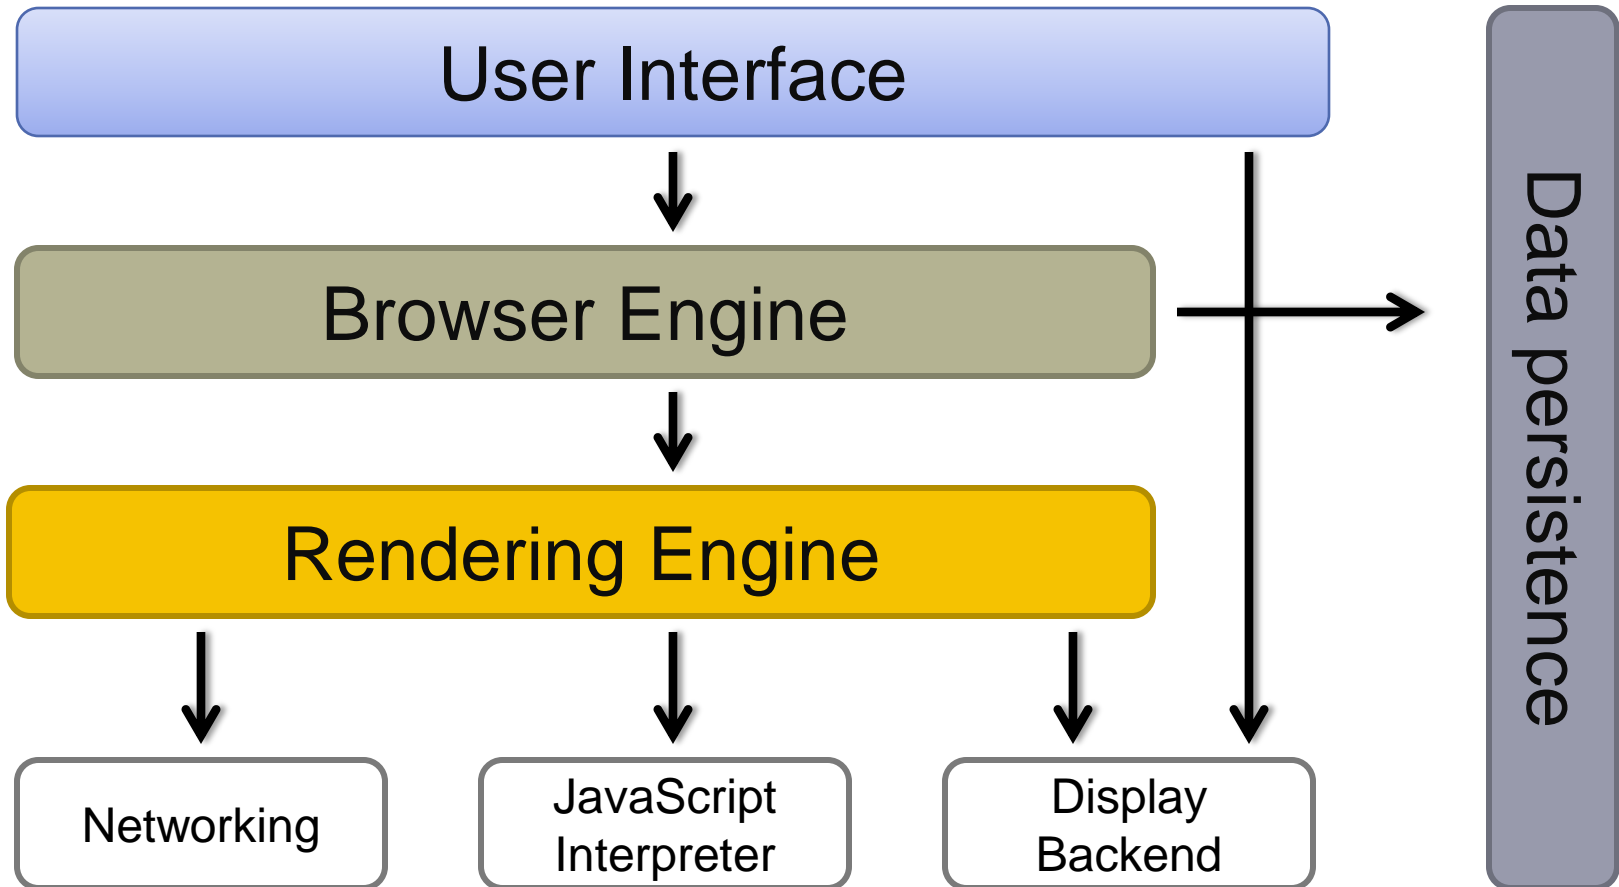 User Interface
Browser Engine
Rendering Engine
Networking
JavaScript
Interpreter
Display
Backend
Data persistence